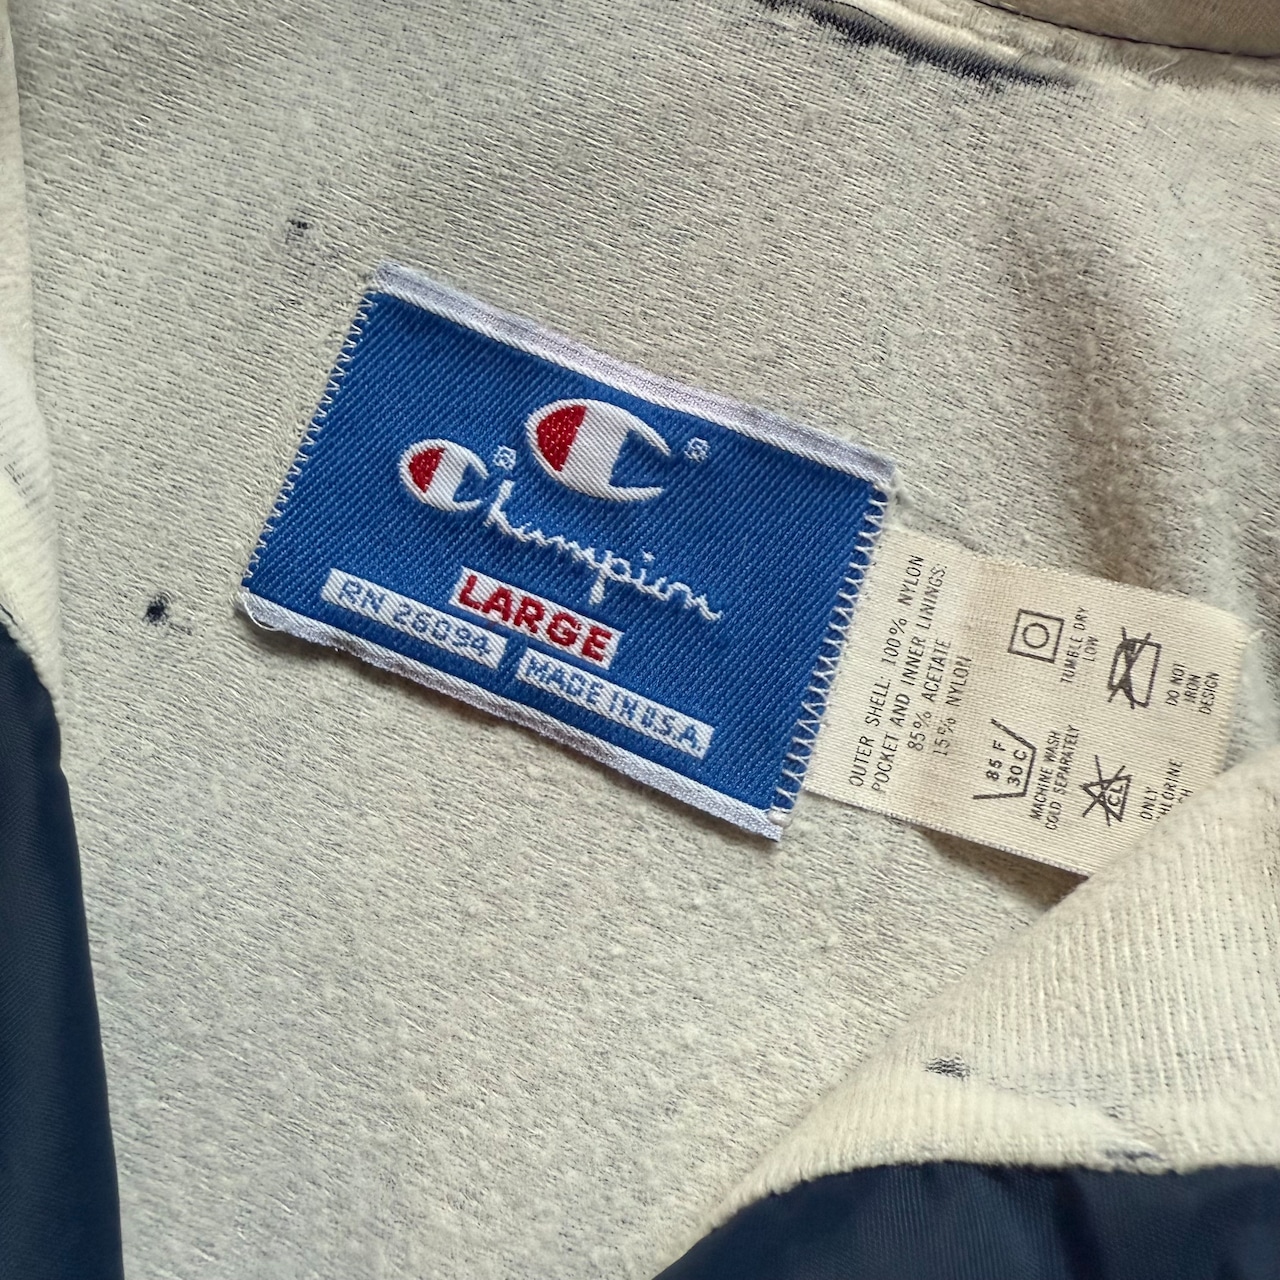 Champion
LARGE
RN 26094
MADE IN U.S.A.
OUTER SHELL: 100% NYLON
POCKET AND INNER LININGS:
85% ACETATE
15% NYLON
85 F
30 C
MACHINE WASH
COLD SEPARATELY
TUMBLE DRY
LOW
CL
ONLY
DO NOT
IRON
DESIGN